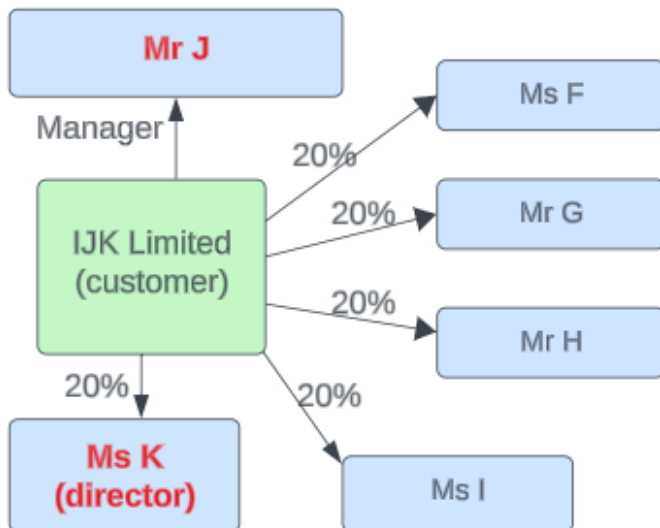 Mr J
Manager
Ms F
20%
20%
Mr G
IJK Limited
(customer)
20%
Mr H
20%
20%
Ms K
(director)
Ms I